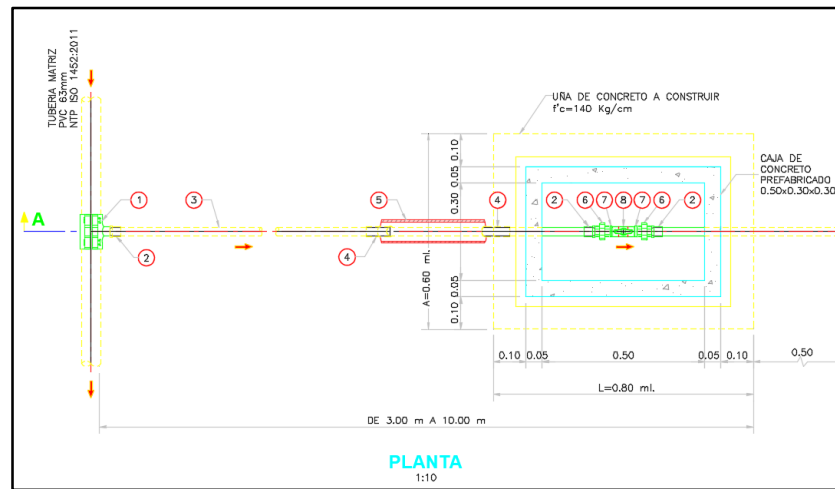 TUBERIA MATRIZ
PVC 63mm
NTP ISO 1452:2011
UÑA DE CONCRETO A CONSTRUIR
f'c=140 Kg/cm
CAJA DE
CONCRETO
PREFABRICADO
0.50x0.30x0.30
A
1
2
3
4
5
4
2
6
7
8
7
6
2
A=0.60 ml.
0.10
0.05
0.30
0.05
0.10
0.10
0.05
0.50
0.05
0.10
0.50
L=0.80 ml.
DE 3.00 m A 10.00 m
PLANTA
1:10